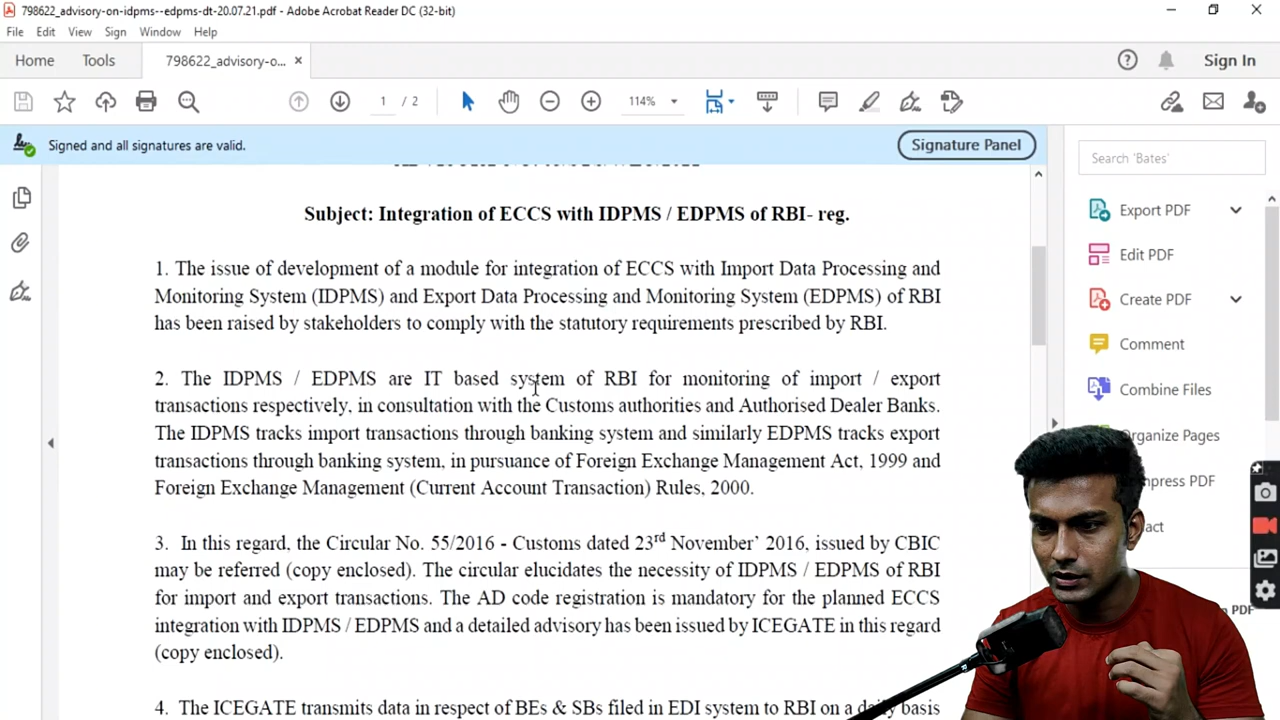 798622_advisory-on-idpms--edpms-dt-20.07.21.pdf - Adobe Acrobat Reader DC (32-bit)
File Edit View Sign Window Help
Home Tools 798622_advisory-o... Sign In
1 / 2 114%
Signed and all signatures are valid. Signature Panel
Search 'Bates'
Subject: Integration of ECCS with IDPMS / EDPMS of RBI- reg.
1. The issue of development of a module for integration of ECCS with Import Data Processing and
Monitoring System (IDPMS) and Export Data Processing and Monitoring System (EDPMS) of RBI
has been raised by stakeholders to comply with the statutory requirements prescribed by RBI.
2. The IDPMS / EDPMS are IT based system of RBI for monitoring of import / export
transactions respectively, in consultation with the Customs authorities and Authorised Dealer Banks.
The IDPMS tracks import transactions through banking system and similarly EDPMS tracks export
transactions through banking system, in pursuance of Foreign Exchange Management Act, 1999 and
Foreign Exchange Management (Current Account Transaction) Rules, 2000.
3. In this regard, the Circular No. 55/2016 - Customs dated 23rd November' 2016, issued by CBIC
may be referred (copy enclosed). The circular elucidates the necessity of IDPMS / EDPMS of RBI
for import and export transactions. The AD code registration is mandatory for the planned ECCS
integration with IDPMS / EDPMS and a detailed advisory has been issued by ICEGATE in this regard
(copy enclosed).
4. The ICEGATE transmits data in respect of BEs & SBs filed in EDI system to RBI on a daily basis
Export PDF
Edit PDF
Create PDF
Comment
Combine Files
Organize Pages
PDF